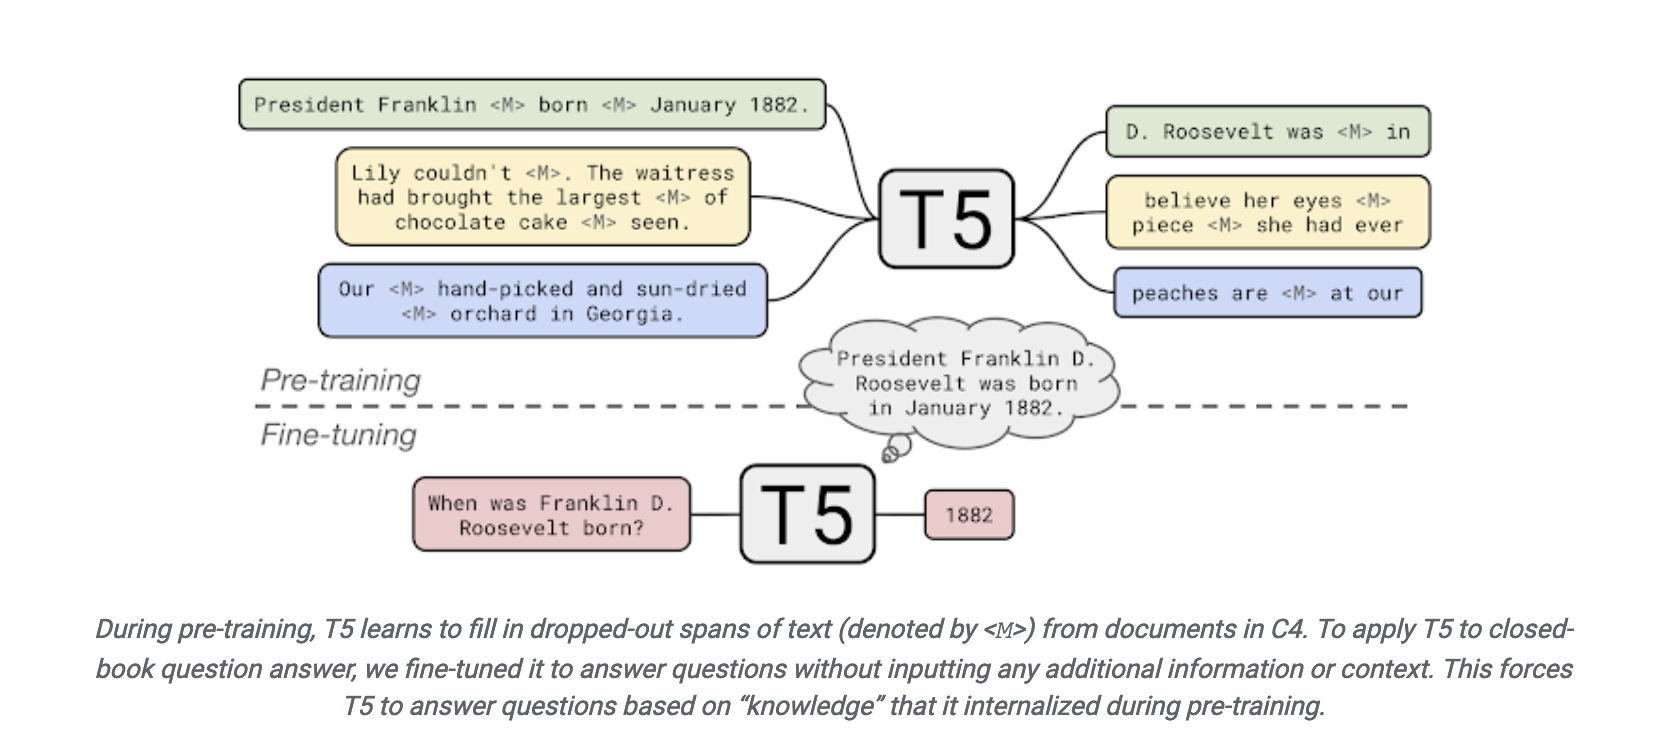 President Franklin <M> born <M> January 1882.
Lily couldn't <M>. The waitress
had brought the largest <M> of
chocolate cake <M> seen.
Our <M> hand-picked and sun-dried
<M> orchard in Georgia.
T5
D. Roosevelt was <M> in
believe her eyes <M>
piece <M> she had ever
peaches are <M> at our
Pre-training
President Franklin D.
Roosevelt was born
in January 1882.
Fine-tuning
When was Franklin D.
Roosevelt born?
T5
1882
During pre-training, T5 learns to fill in dropped-out spans of text (denoted by <M>) from documents in C4. To apply T5 to closed-
book question answer, we fine-tuned it to answer questions without inputting any additional information or context. This forces
T5 to answer questions based on “knowledge” that it internalized during pre-training.